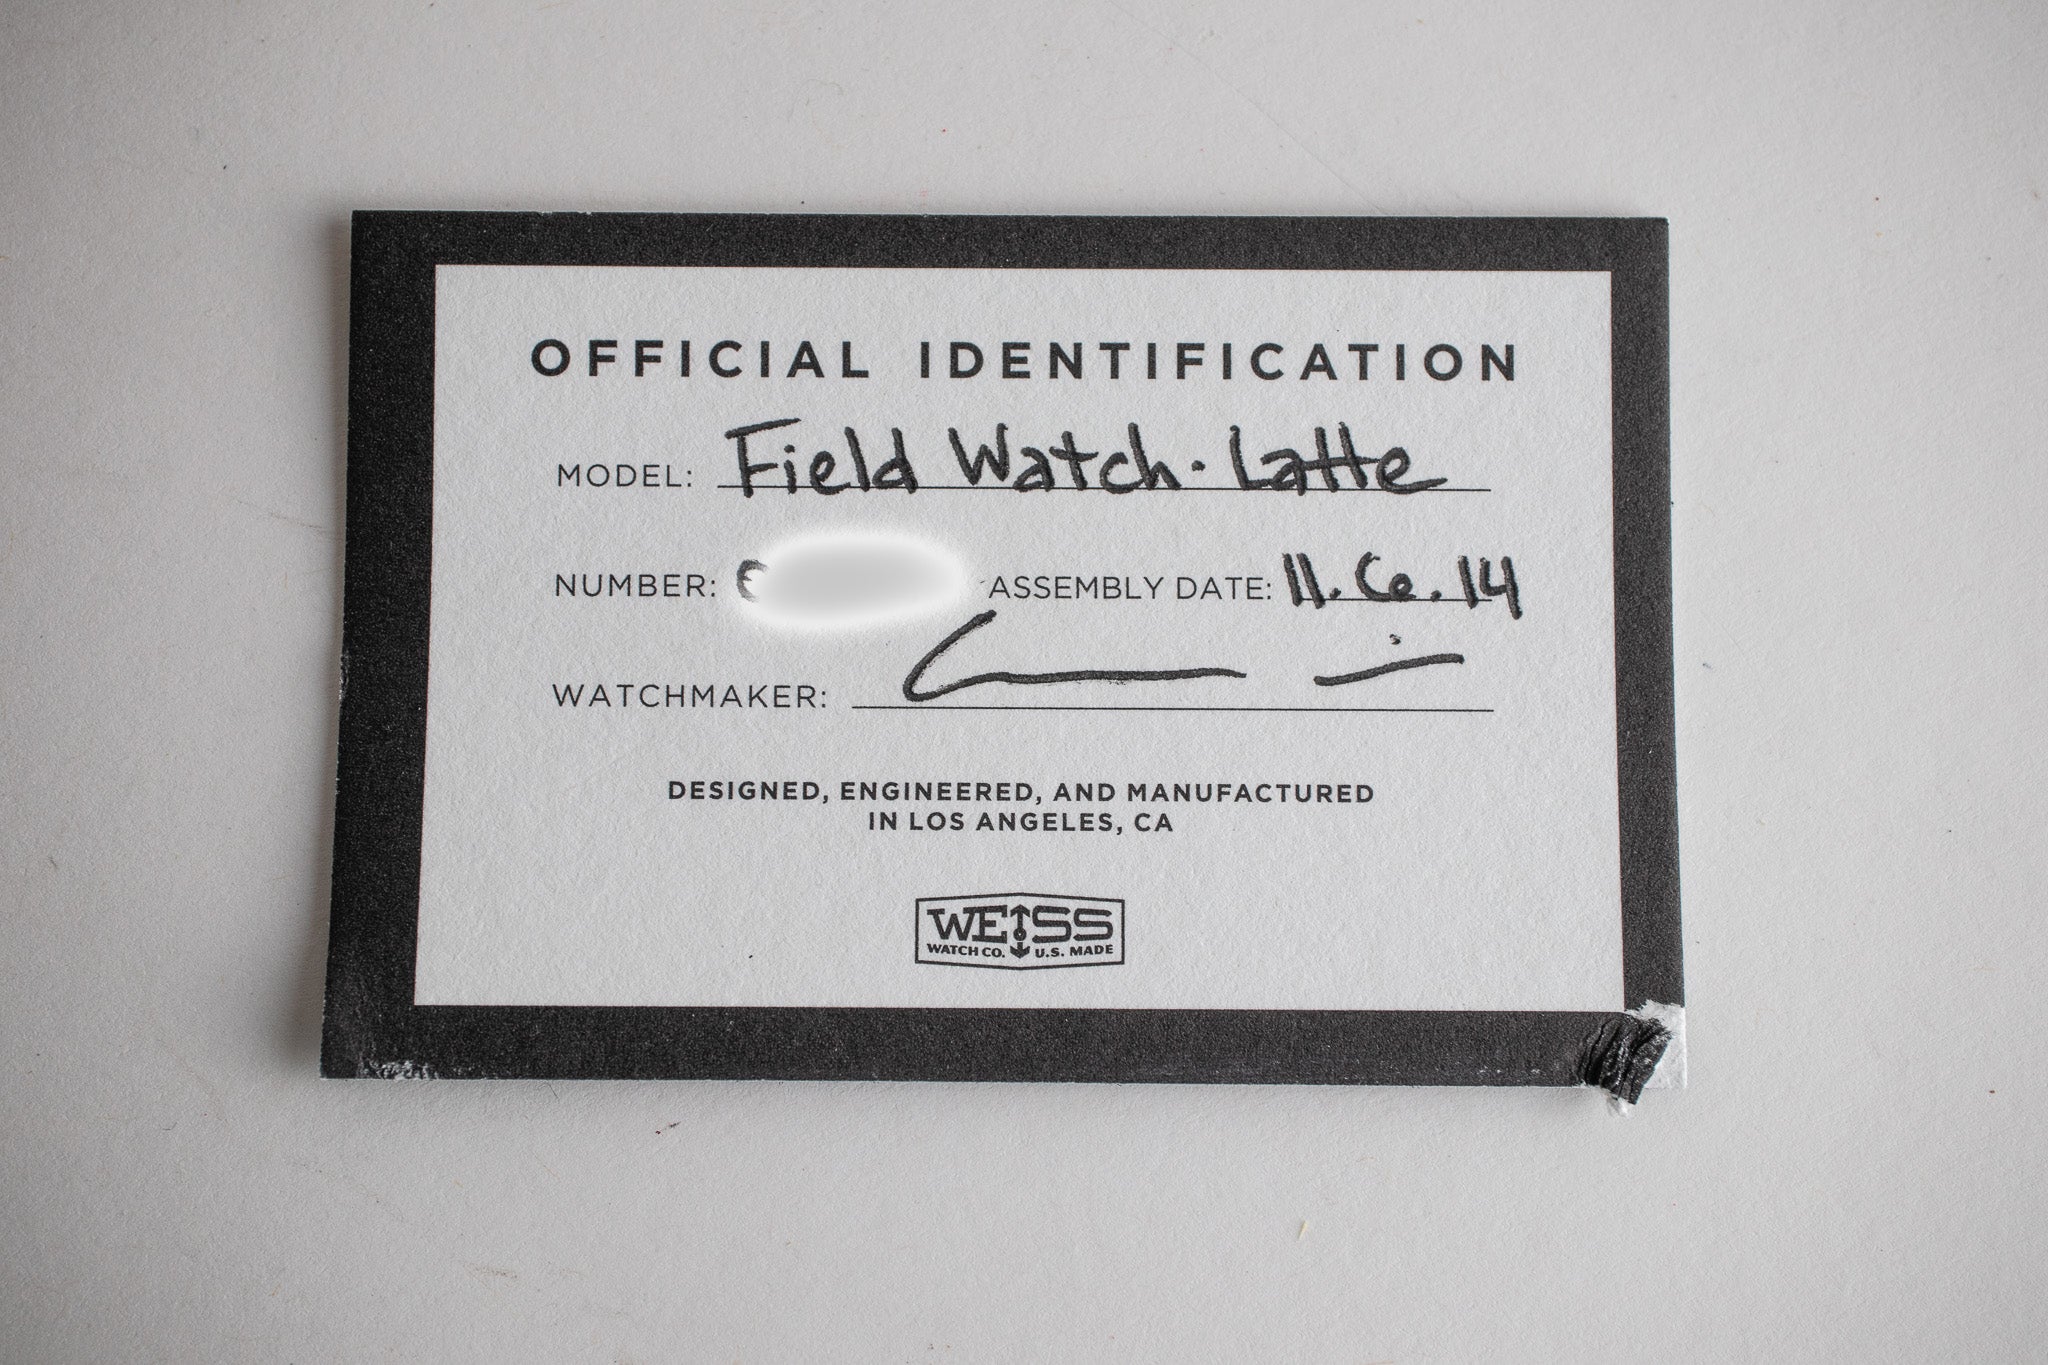 OFFICIAL IDENTIFICATION
MODEL: Field Watch · Latte
NUMBER: ASSEMBLY DATE: 11.6.14
WATCHMAKER:
DESIGNED, ENGINEERED, AND MANUFACTURED
IN LOS ANGELES, CA
WEISS
WATCH CO. U.S. MADE